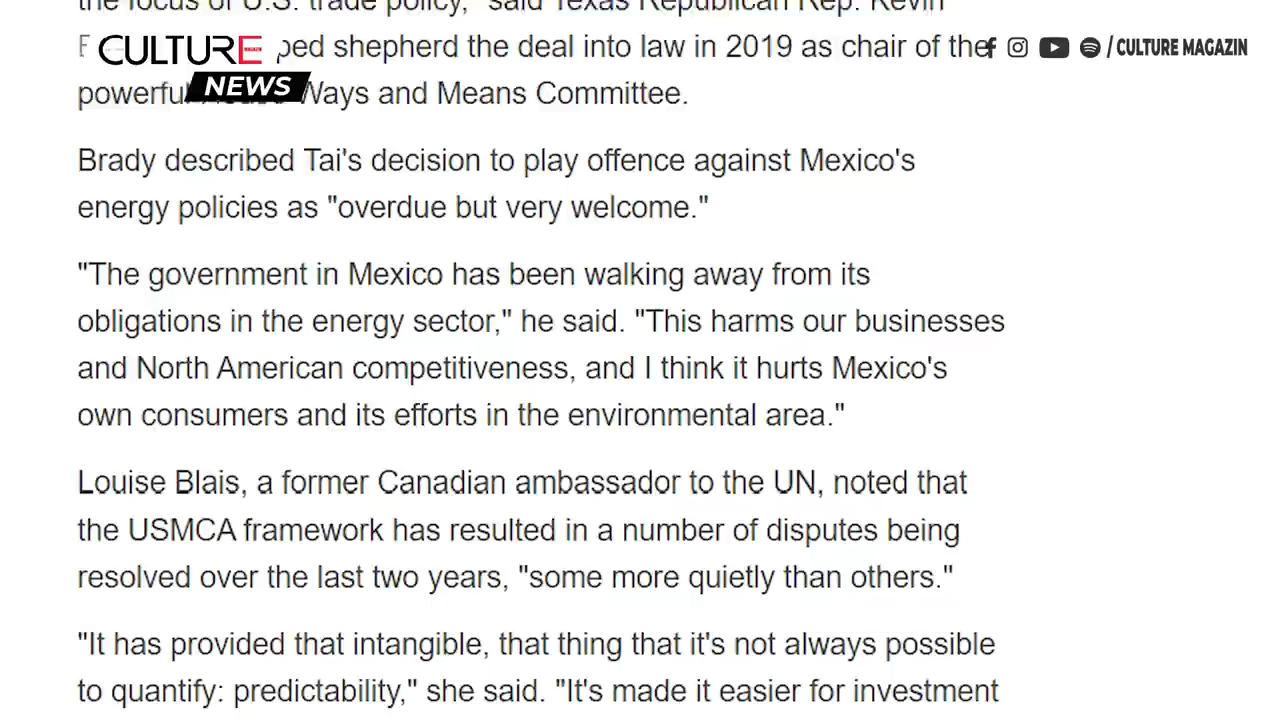 the focus of U.S. trade policy," said Texas Republican Rep. Kevin
CULTURE
NEWS
ped shepherd the deal into law in 2019 as chair of the
/ CULTURE MAGAZIN
powerful Ways and Means Committee.
Brady described Tai's decision to play offence against Mexico's
energy policies as "overdue but very welcome."
"The government in Mexico has been walking away from its
obligations in the energy sector," he said. "This harms our businesses
and North American competitiveness, and I think it hurts Mexico's
own consumers and its efforts in the environmental area."
Louise Blais, a former Canadian ambassador to the UN, noted that
the USMCA framework has resulted in a number of disputes being
resolved over the last two years, "some more quietly than others."
"It has provided that intangible, that thing that it's not always possible
to quantify: predictability," she said. "It's made it easier for investment